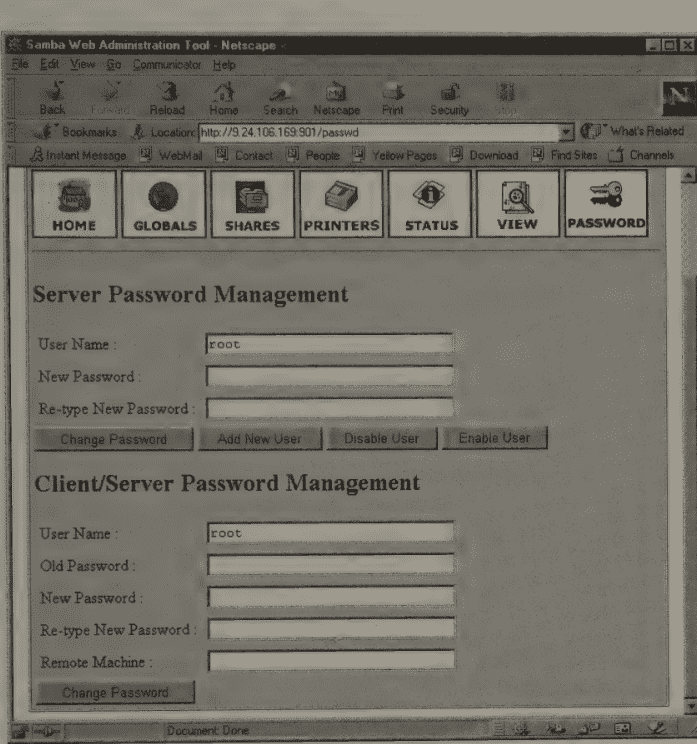 Samba Web Administration Tool - Netscape
File Edit View Go Communicator Help
Back Forward Reload Home Search Netscape Print Security Stop
Bookmarks Location: http://9.24.106.169:901/passwd What's Related
Instant Message WebMail Contact People Yellow Pages Download Find Sites Channels
HOME GLOBALS SHARES PRINTERS STATUS VIEW PASSWORD
Server Password Management
User Name : root
New Password :
Re-type New Password :
Change Password Add New User Disable User Enable User
Client/Server Password Management
User Name : root
Old Password :
New Password :
Re-type New Password :
Remote Machine :
Change Password
Document: Done